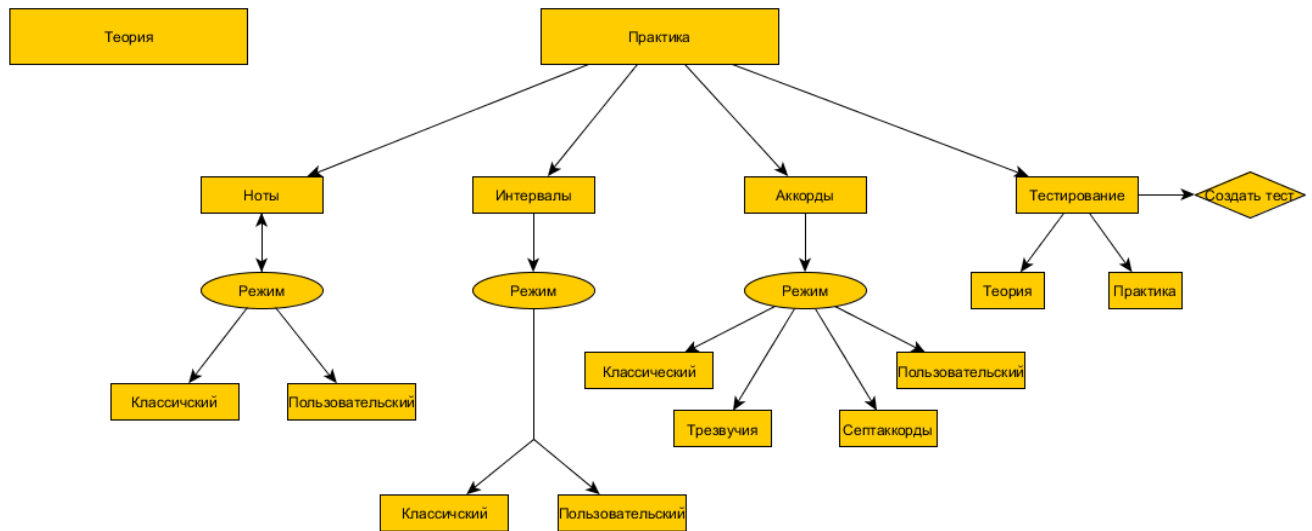 Теория
Практика
Ноты
Интервалы
Аккорды
Тестирование
Создать тест
Режим
Режим
Режим
Теория
Практика
Классический
Пользовательский
Классичский
Пользовательский
Трезвучия
Септаккорды
Классичский
Пользовательский